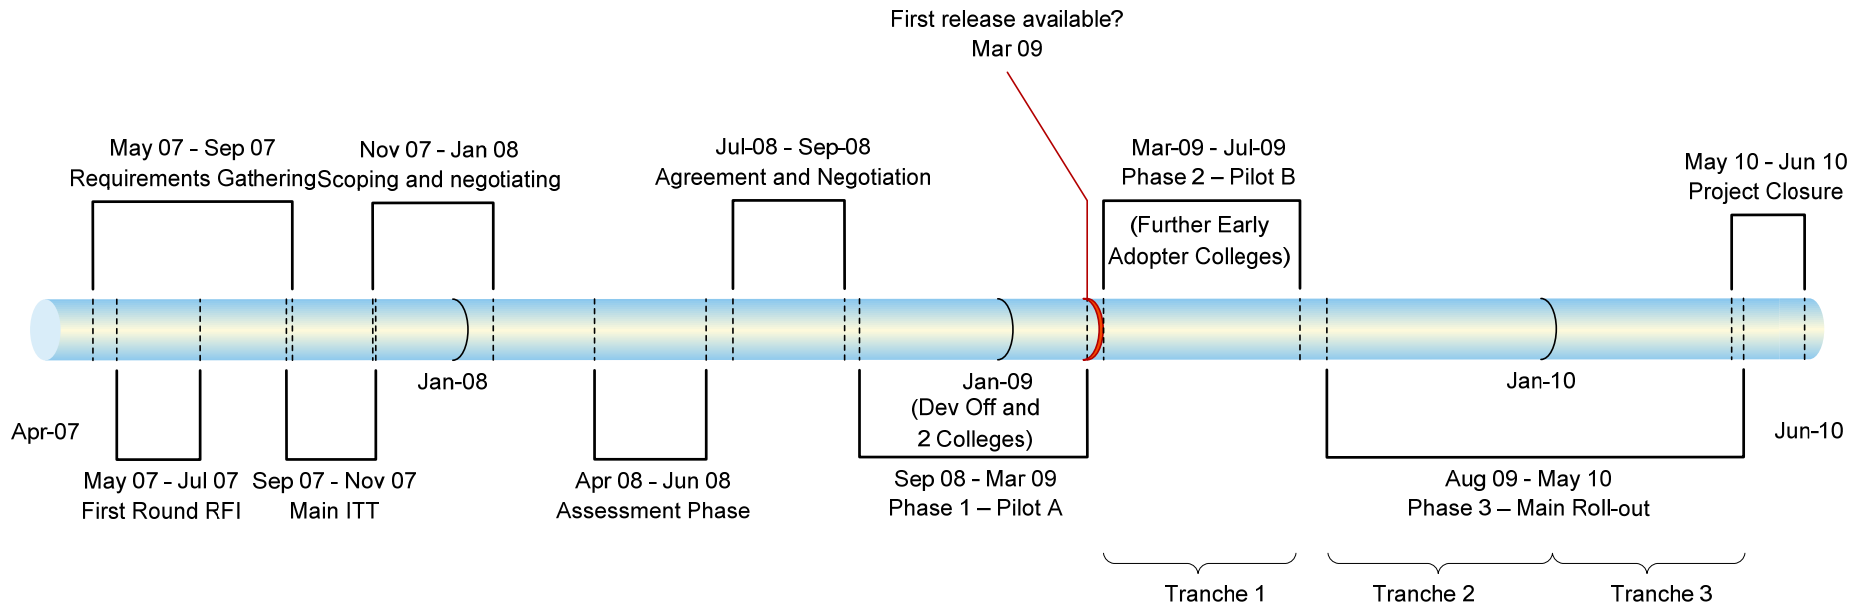 First release available?
Mar 09
May 07 - Sep 07
Requirements Gathering
Nov 07 - Jan 08
Scoping and negotiating
Jul-08 - Sep-08
Agreement and Negotiation
Mar-09 - Jul-09
Phase 2 – Pilot B
(Further Early
Adopter Colleges)
May 10 - Jun 10
Project Closure
Apr-07
Jan-08
Jan-09
Jan-10
Jun-10
May 07 - Jul 07
First Round RFI
Sep 07 - Nov 07
Main ITT
Apr 08 - Jun 08
Assessment Phase
(Dev Off and
2 Colleges)
Sep 08 - Mar 09
Phase 1 – Pilot A
Aug 09 - May 10
Phase 3 – Main Roll-out
Tranche 1
Tranche 2
Tranche 3